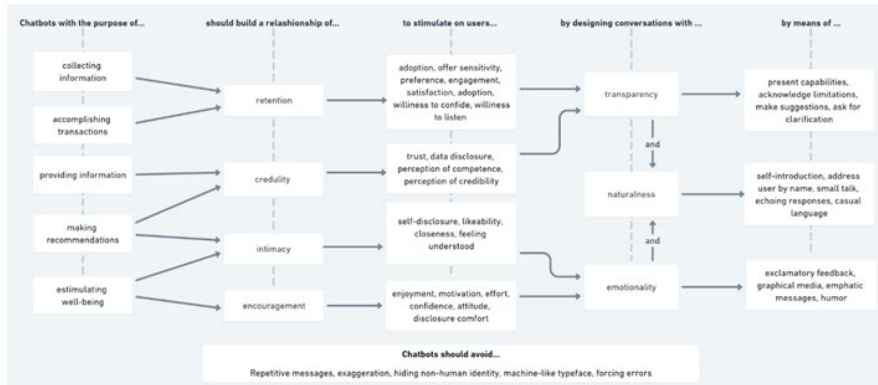 Chatbots with the purpose of...
should build a relashionship of...
to stimulate on users...
by designing conversations with ...
by means of ...
collecting
information
accomplishing
transactions
providing information
making
recommendations
estimulating
well-being
retention
credulity
intimacy
encouragement
adoption, offer sensitivity,
preference, engagement,
satisfaction, adoption,
williness to confide, williness
to listen
trust, data disclosure,
perception of competence,
perception of credibility
self-disclosure, likeability,
closeness, feeling
understood
enjoyment, motivation, effort,
confidence, attitude,
disclosure comfort
transparency
and
naturalness
and
emotionality
present capabilities,
acknowledge limitations,
make suggestions, ask for
clarification
self-introduction, address
user by name, small talk,
echoing responses, casual
language
exclamatory feedback,
graphical media, emphatic
messages, humor
Chatbots should avoid...
Repetitive messages, exaggeration, hiding non-human identity, machine-like typeface, forcing errors